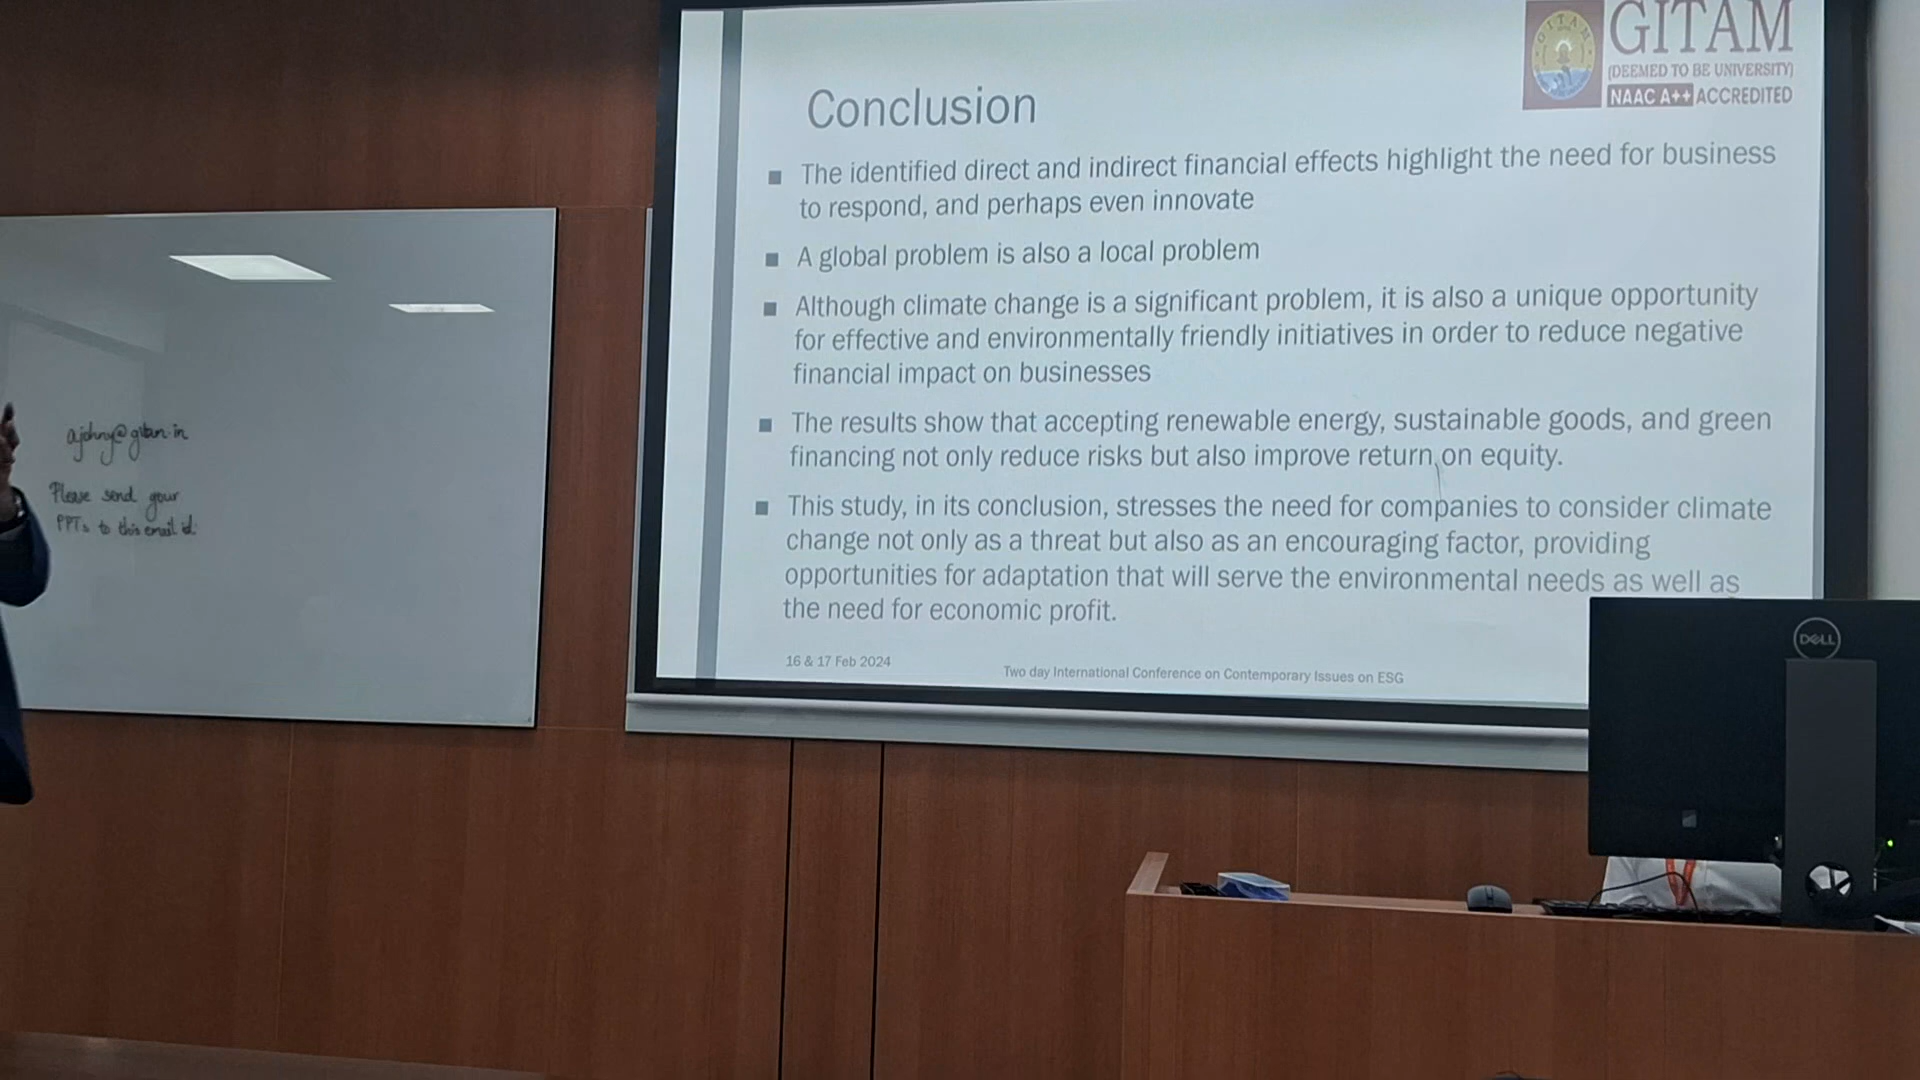 ajohny@gitam.in
Please send your
PPTs to this email id.
GITAM
(DEEMED TO BE UNIVERSITY)
NAAC A++ ACCREDITED
Conclusion
■ The identified direct and indirect financial effects highlight the need for business
to respond, and perhaps even innovate
■ A global problem is also a local problem
■ Although climate change is a significant problem, it is also a unique opportunity
for effective and environmentally friendly initiatives in order to reduce negative
financial impact on businesses
■ The results show that accepting renewable energy, sustainable goods, and green
financing not only reduce risks but also improve return on equity.
■ This study, in its conclusion, stresses the need for companies to consider climate
change not only as a threat but also as an encouraging factor, providing
opportunities for adaptation that will serve the environmental needs as well as
the need for economic profit.
16 & 17 Feb 2024
Two day International Conference on Contemporary Issues on ESG
DELL